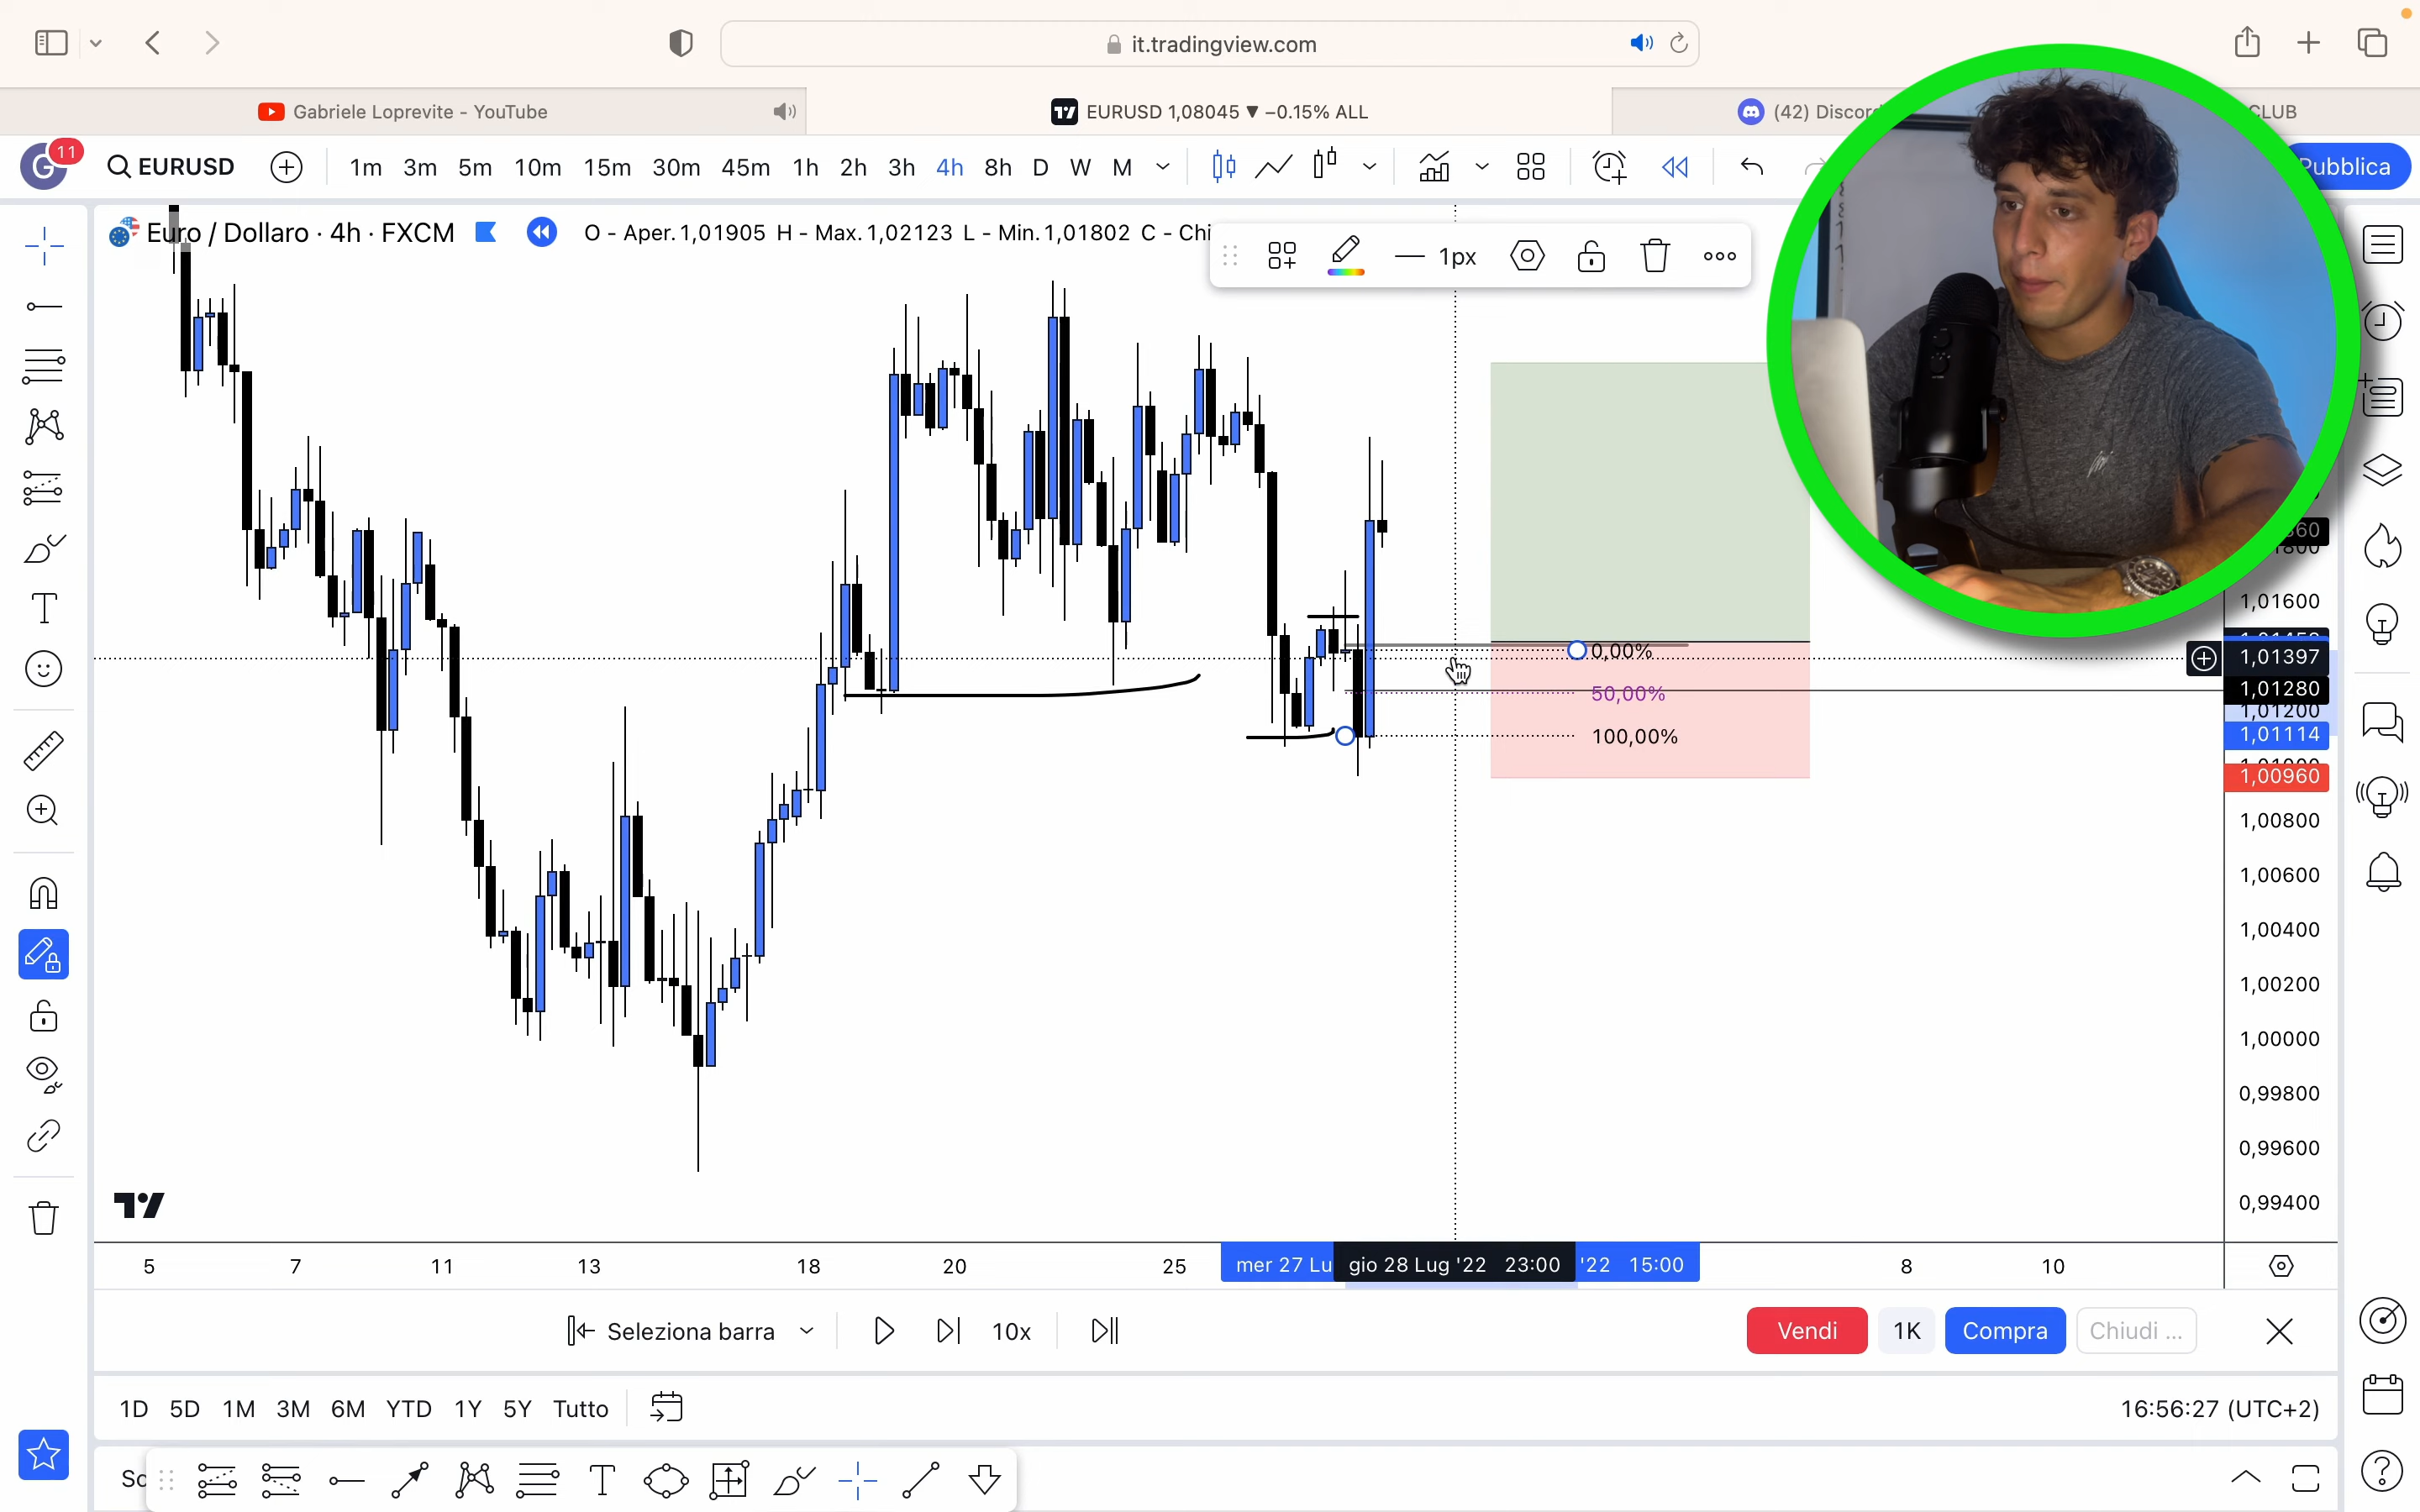 it.tradingview.com
Gabriele Loprevite - YouTube
EURUSD 1,08045 ▼ −0.15% ALL
(42) Discor
CLUB
G 11
EURUSD
1m 3m 5m 10m 15m 30m 45m 1h 2h 3h 4h 8h D W M
Pubblica
Euro / Dollaro · 4h · FXCM
O - Aper. 1,01905 H - Max. 1,02123 L - Min. 1,01802 C - Chi
1px
1,01600
0,00%
1,01397
50,00%
1,01280
1,01200
100,00%
1,01114
1,00960
1,00800
1,00600
1,00400
1,00200
1,00000
0,99800
0,99600
0,99400
5 7 11 13 18 20 25 mer 27 Lu gio 28 Lug '22 23:00 '22 15:00 8 10
Seleziona barra
10x
Vendi 1K Compra Chiudi ...
1D 5D 1M 3M 6M YTD 1Y 5Y Tutto
16:56:27 (UTC+2)
Sc